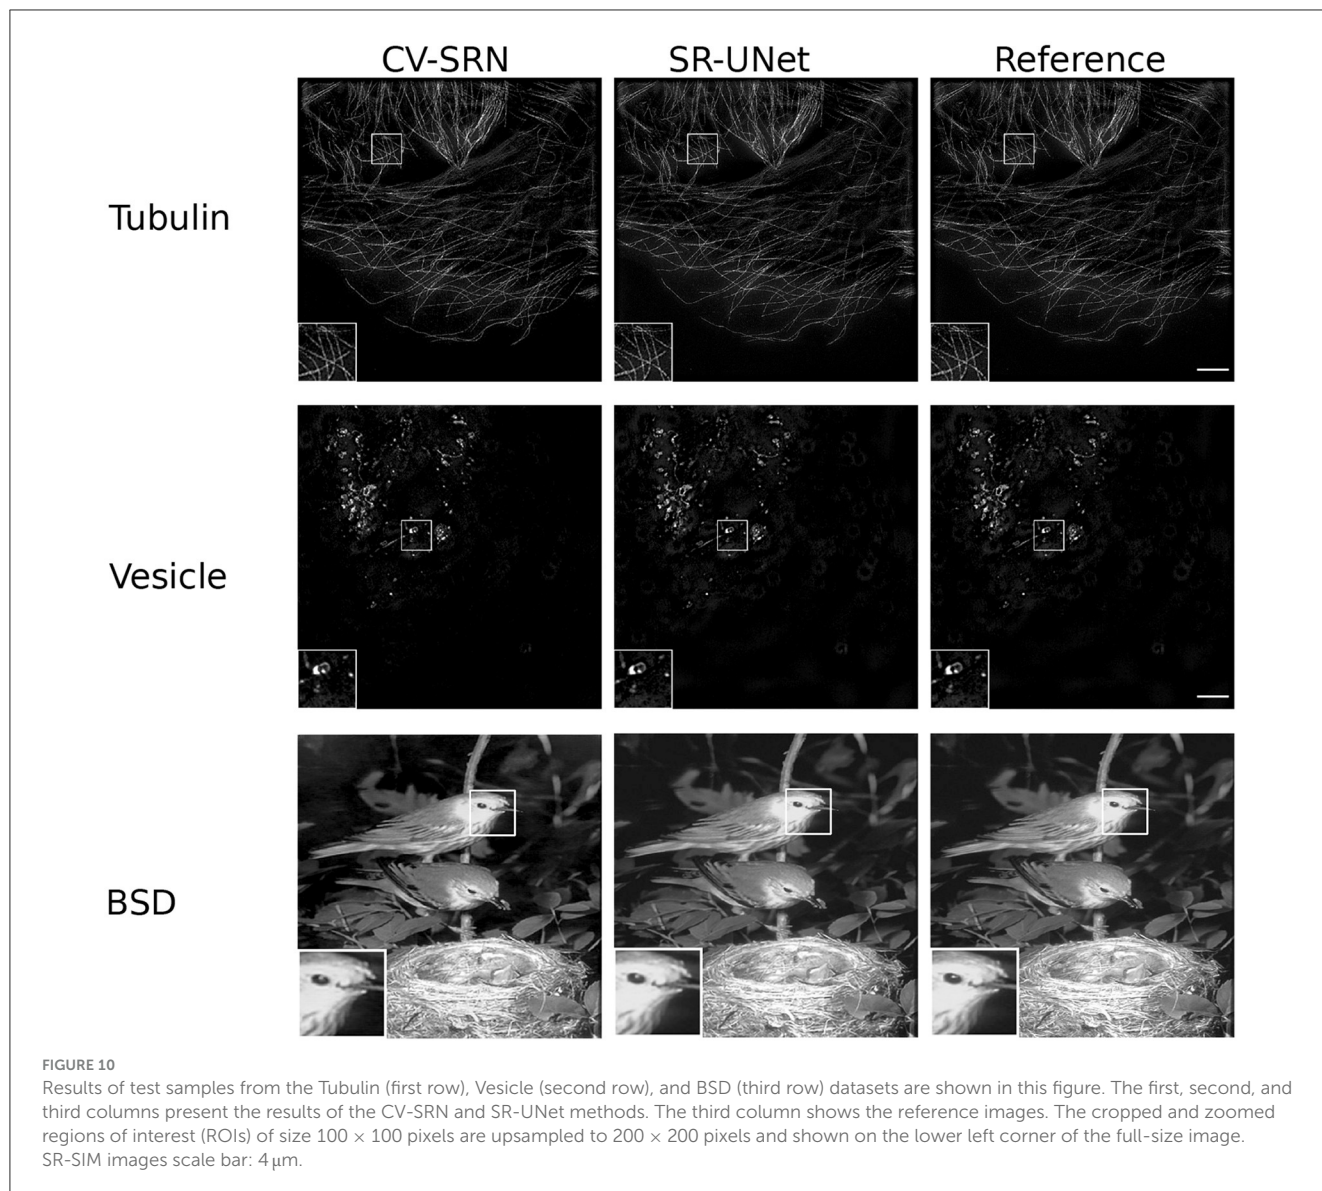 CV-SRN SR-UNet Reference
Tubulin
Vesicle
BSD
FIGURE 10
Results of test samples from the Tubulin (first row), Vesicle (second row), and BSD (third row) datasets are shown in this figure. The first, second, and
third columns present the results of the CV-SRN and SR-UNet methods. The third column shows the reference images. The cropped and zoomed
regions of interest (ROIs) of size 100 × 100 pixels are upsampled to 200 × 200 pixels and shown on the lower left corner of the full-size image.
SR-SIM images scale bar: 4 μm.